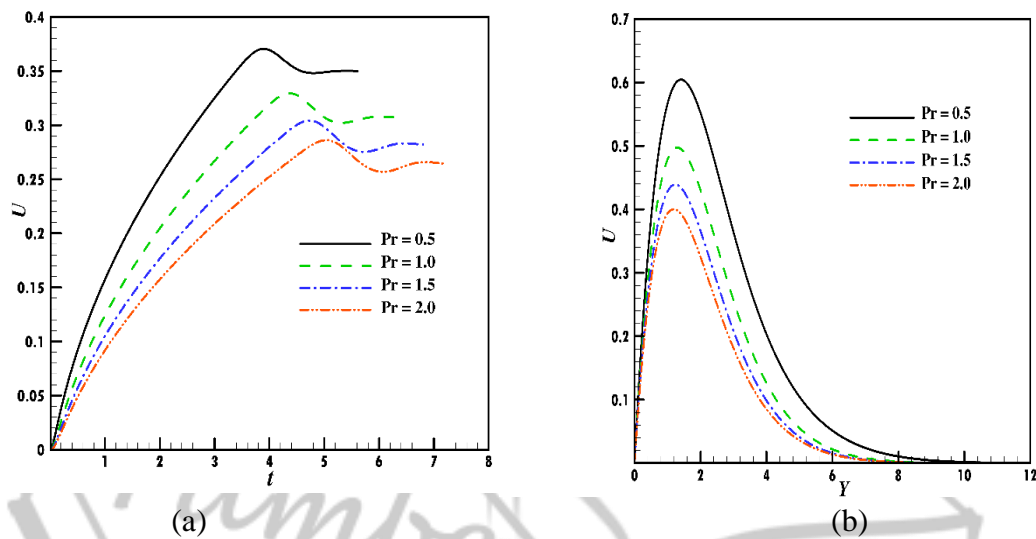 0.4
0.35
0.3
0.25
0.2
0.15
0.1
0.05
0
U
Pr = 0.5
Pr = 1.0
Pr = 1.5
Pr = 2.0
1 2 3 4 5 6 7 8
t
(a)
0.7
0.6
0.5
0.4
0.3
0.2
0.1
U
Pr = 0.5
Pr = 1.0
Pr = 1.5
Pr = 2.0
0 2 4 6 8 10 12
Y
(b)